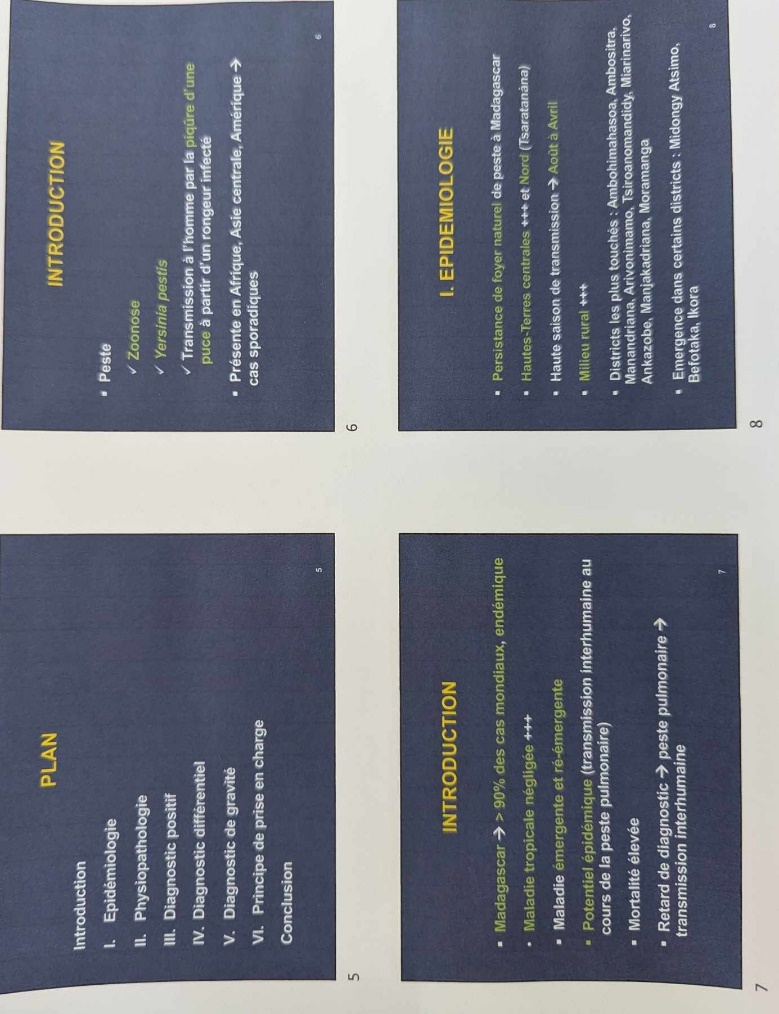 PLAN
Introduction
I. Epidémiologie
II. Physiopathologie
III. Diagnostic positif
IV. Diagnostic différentiel
V. Diagnostic de gravité
VI. Principe de prise en charge
Conclusion
5
5
INTRODUCTION
▪ Peste
✓ Zoonose
✓ Yersinia pestis
✓ Transmission à l'homme par la piqûre d'une
puce à partir d'un rongeur infecté
▪ Présente en Afrique, Asie centrale, Amérique →
cas sporadiques
6
6
INTRODUCTION
▪ Madagascar → > 90% des cas mondiaux, endémique
▪ Maladie tropicale négligée +++
▪ Maladie émergente et ré-émergente
▪ Potentiel épidémique (transmission interhumaine au
cours de la peste pulmonaire)
▪ Mortalité élevée
▪ Retard de diagnostic → peste pulmonaire →
transmission interhumaine
7
7
I. EPIDEMIOLOGIE
▪ Persistance de foyer naturel de peste à Madagascar
▪ Hautes-Terres centrales +++ et Nord (Tsaratanàna)
▪ Haute saison de transmission → Août à Avril
▪ Milieu rural +++
▪ Districts les plus touchés : Ambohimahasoa, Ambositra,
Manandriana, Arivonimamo, Tsiroanomandidy, Miarinarivo,
Ankazobe, Manjakadriana, Moramanga
▪ Emergence dans certains districts : Midongy Atsimo,
Befotaka, Ikora
8
8